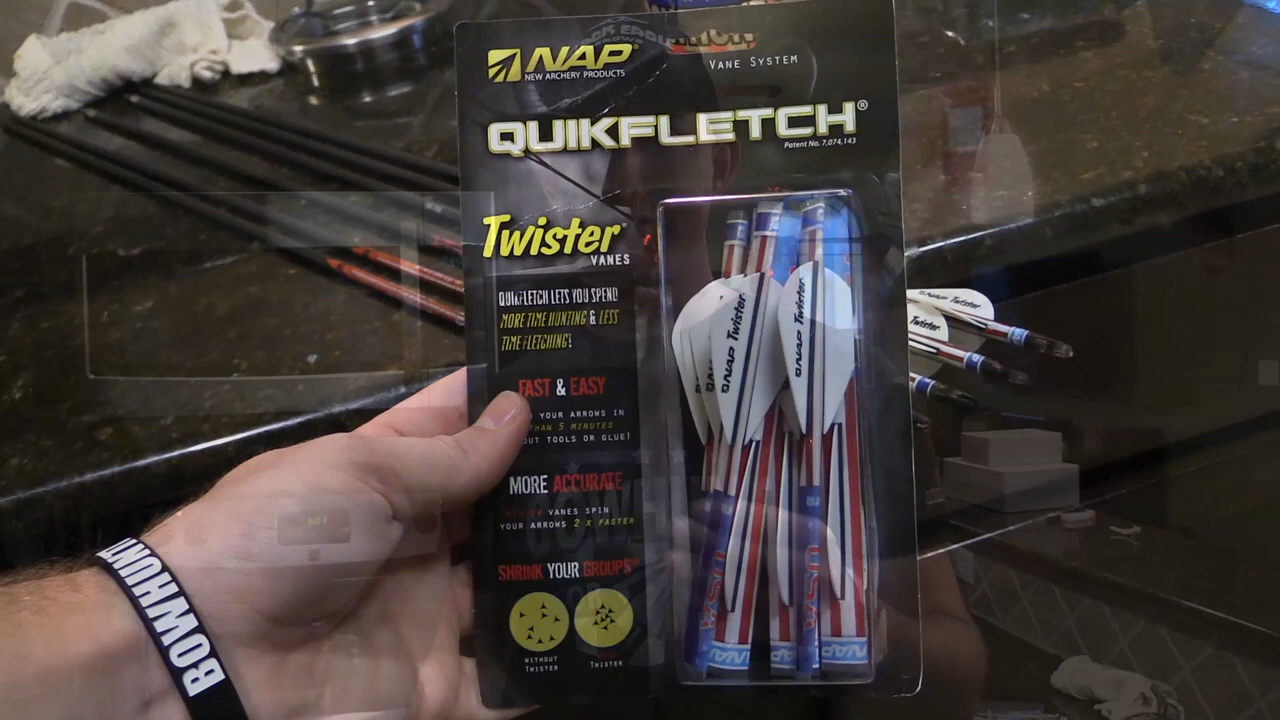 NAP®
NEW ARCHERY PRODUCTS
VANE SYSTEM
QUIKFLETCH®
Patent No. 7,074,143
Twister
VANES
QUIKFLETCH LETS YOU SPEND
MORE TIME HUNTING & LESS
TIME FLETCHING!
FAST & EASY
YOUR ARROWS IN
THAN 5 MINUTES
OUT TOOLS OR GLUE!
MORE ACCURATE
VANES SPIN
YOUR ARROWS 2 X FASTER
SHRINK YOUR GROUPS
WITHOUT
TWISTER
TWISTER
NAP Twister
NAP Twister
NAP Twister
Twister
USA
USA
NAP
NAP
BOWHUNT